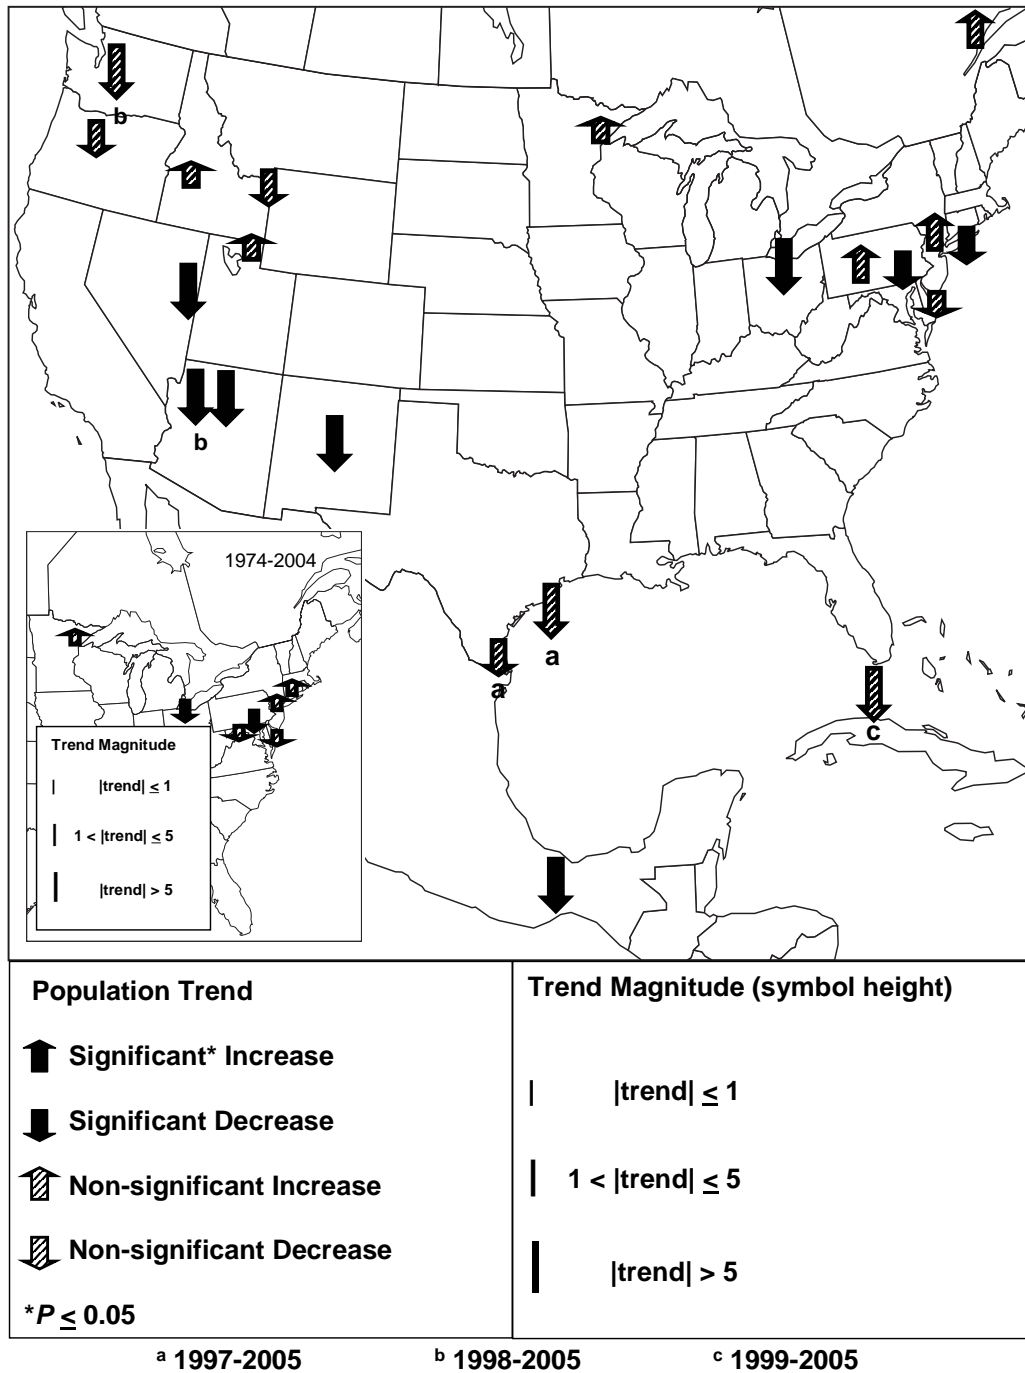 b
b
1974-2004
a
a
c
Trend Magnitude
|trend| ≤ 1
1 < |trend| ≤ 5
|trend| > 5
Population Trend
Significant* Increase
Significant Decrease
Non-significant Increase
Non-significant Decrease
*P ≤ 0.05
Trend Magnitude (symbol height)
|trend| ≤ 1
1 < |trend| ≤ 5
|trend| > 5
a 1997-2005 b 1998-2005 c 1999-2005